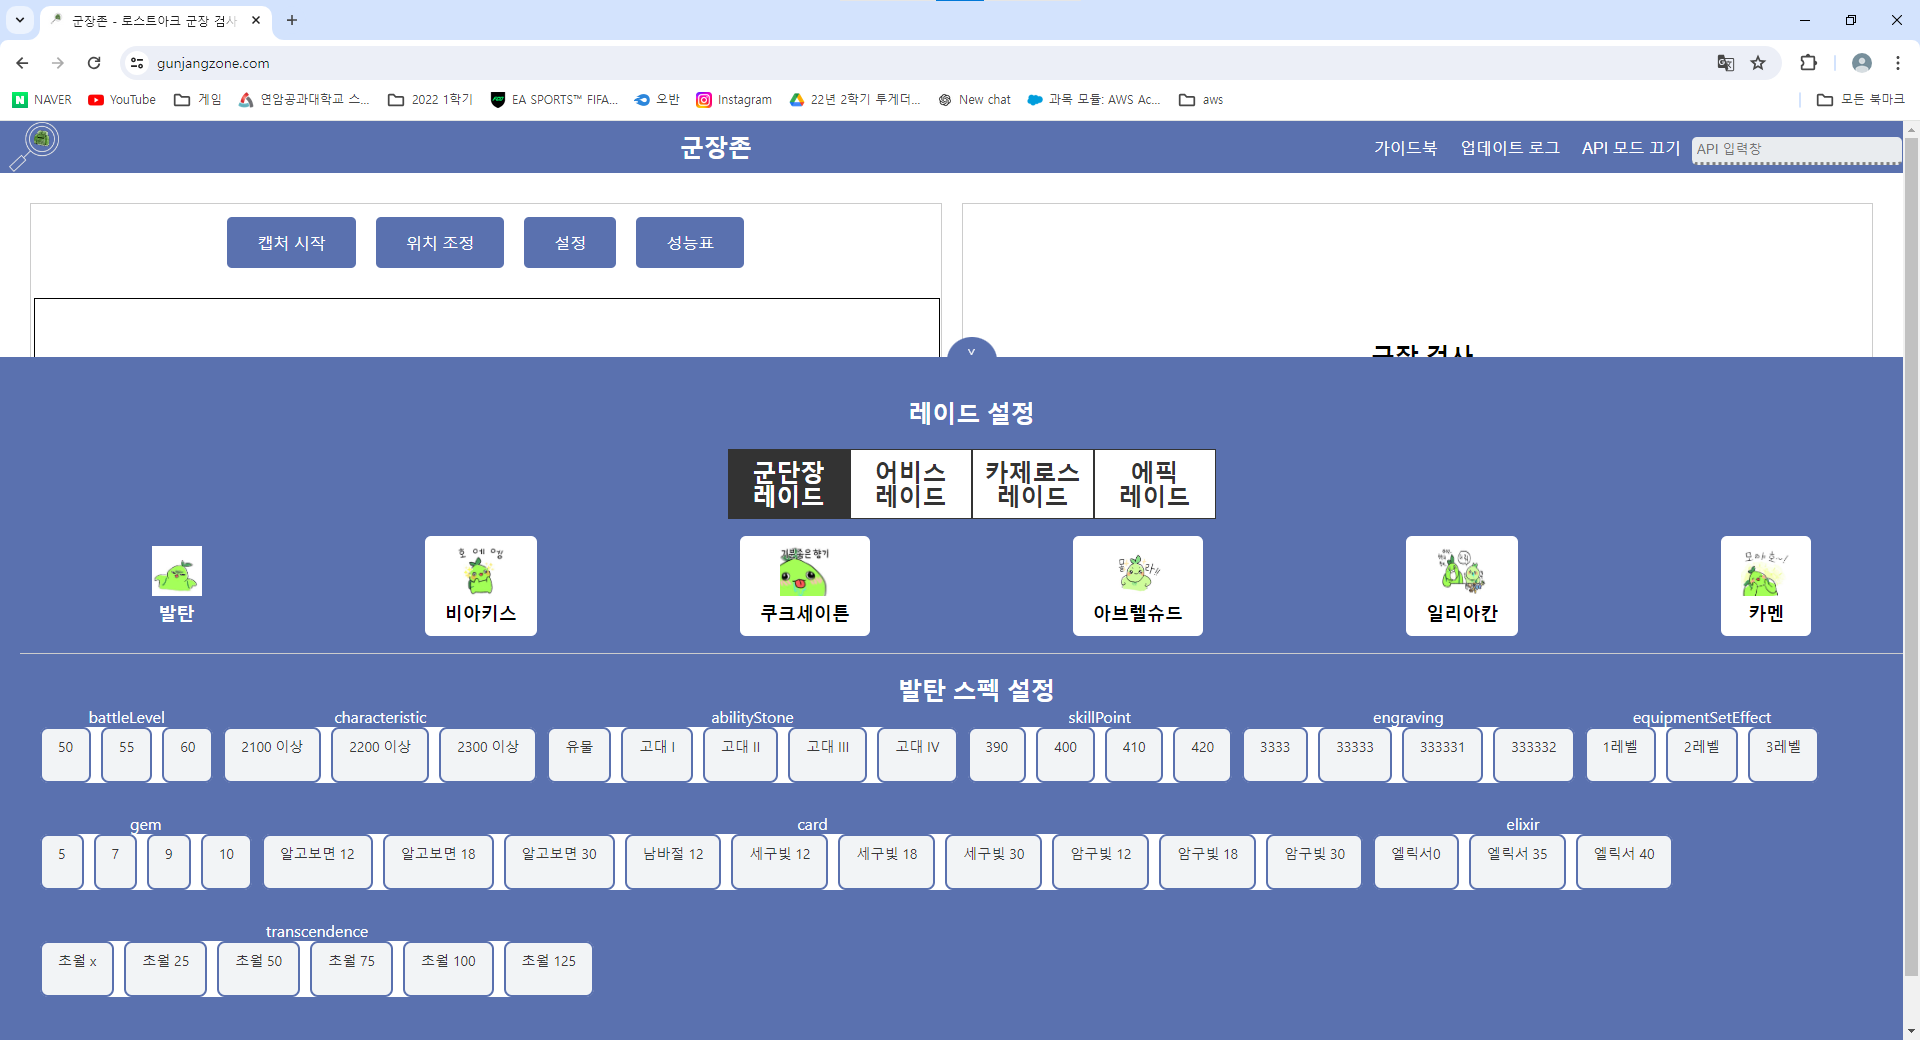 군장존 - 로스트아크 군장 검사
gunjangzone.com
NAVER YouTube 게임 연암공과대학교 스... 2022 1학기 EA SPORTS™ FIFA... 오반 Instagram 22년 2학기 투게더... New chat 과목 모듈: AWS Ac... aws 모든 북마크
군장존 가이드북 업데이트 로그 API 모드 끄기 API 입력창
캡처 시작 위치 조정 설정 성능표
군장 검사
˅
레이드 설정
군단장 어비스 카제로스 에픽
레이드 레이드 레이드 레이드
호 에 엥
발탄 비아키스 쿠크세이튼 아브렐슈드 일리아칸 카멘
발탄 스펙 설정
battleLevel characteristic abilityStone skillPoint engraving equipmentSetEffect
50 55 60 2100 이상 2200 이상 2300 이상 유물 고대 I 고대 II 고대 III 고대 IV 390 400 410 420 3333 33333 333331 333332 1레벨 2레벨 3레벨
gem card elixir
5 7 9 10 알고보면 12 알고보면 18 알고보면 30 남바절 12 세구빛 12 세구빛 18 세구빛 30 암구빛 12 암구빛 18 암구빛 30 엘릭서0 엘릭서 35 엘릭서 40
transcendence
초월 x 초월 25 초월 50 초월 75 초월 100 초월 125